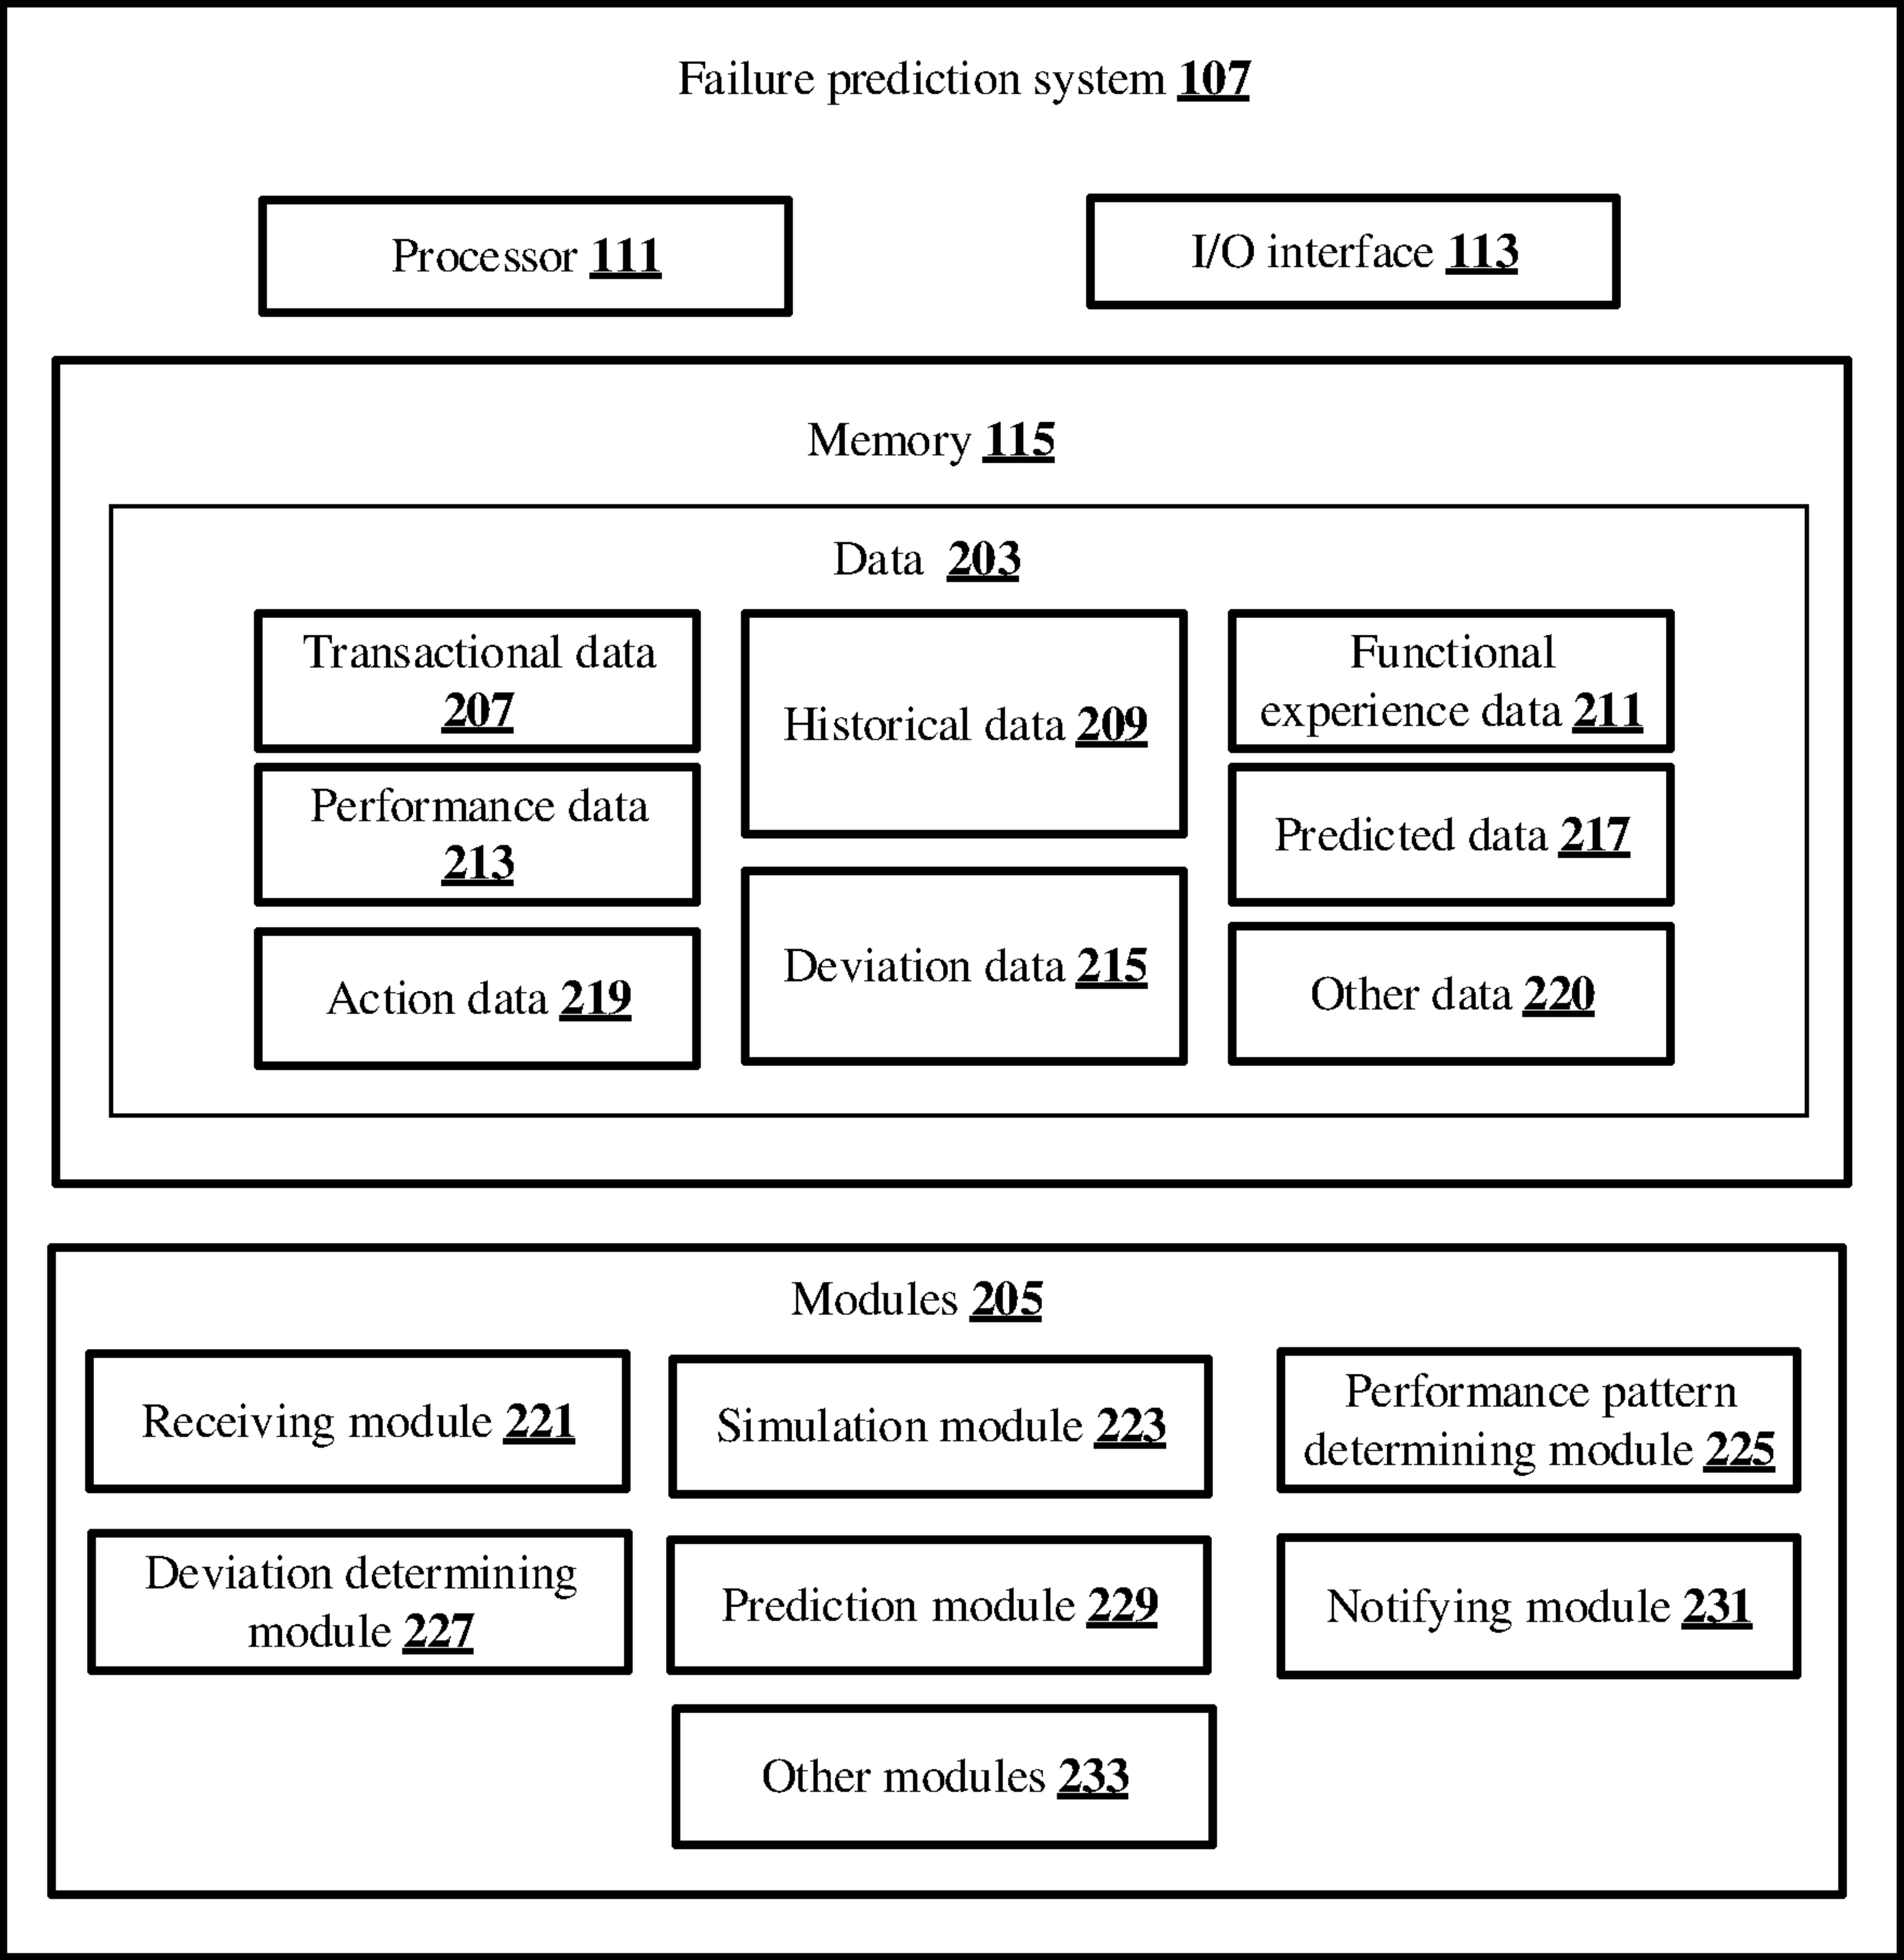 Failure prediction system 107
Processor 111
I/O interface 113
Memory 115
Data 203
Transactional data
207
Historical data 209
Functional
experience data 211
Performance data
213
Predicted data 217
Action data 219
Deviation data 215
Other data 220
Modules 205
Receiving module 221
Simulation module 223
Performance pattern
determining module 225
Deviation determining
module 227
Prediction module 229
Notifying module 231
Other modules 233